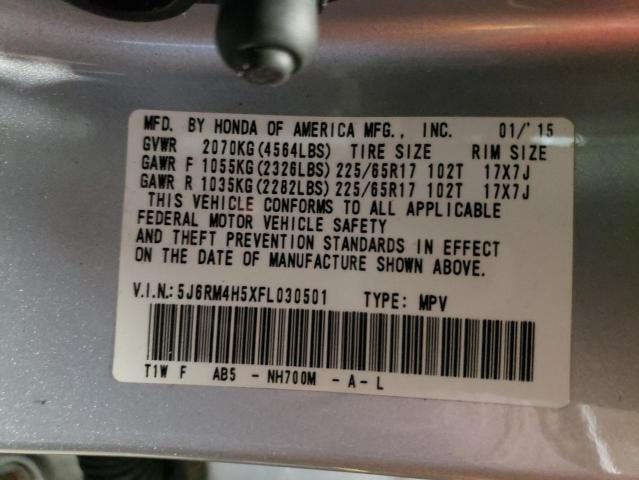 MFD. BY HONDA OF AMERICA MFG., INC. 01/'15
GVWR 2070KG(4564LBS) TIRE SIZE RIM SIZE
GAWR F 1055KG(2326LBS) 225/65R17 102T 17X7J
GAWR R 1035KG(2282LBS) 225/65R17 102T 17X7J
THIS VEHICLE CONFORMS TO ALL APPLICABLE
FEDERAL MOTOR VEHICLE SAFETY
AND THEFT PREVENTION STANDARDS IN EFFECT
ON THE DATE OF MANUFACTURE SHOWN ABOVE.
V.I.N.:5J6RM4H5XFL030501 TYPE: MPV
T1W F AB5 - NH700M - A - L